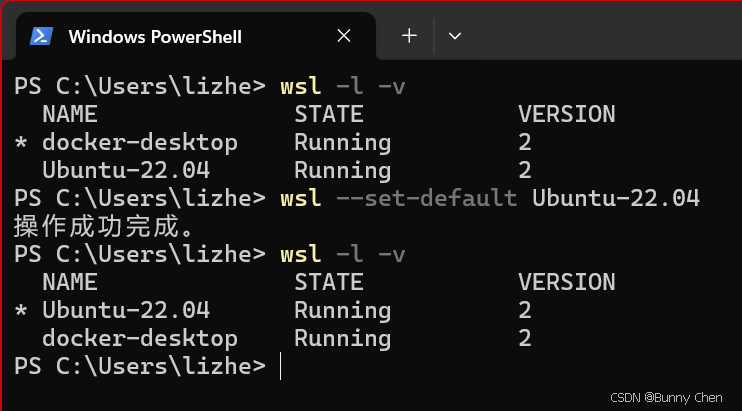 Windows PowerShell
PS C:\Users\lizhe> wsl -l -v
  NAME              STATE           VERSION
* docker-desktop    Running         2
  Ubuntu-22.04      Running         2
PS C:\Users\lizhe> wsl --set-default Ubuntu-22.04
操作成功完成。
PS C:\Users\lizhe> wsl -l -v
  NAME              STATE           VERSION
* Ubuntu-22.04      Running         2
  docker-desktop    Running         2
PS C:\Users\lizhe>
CSDN @Bunny Chen